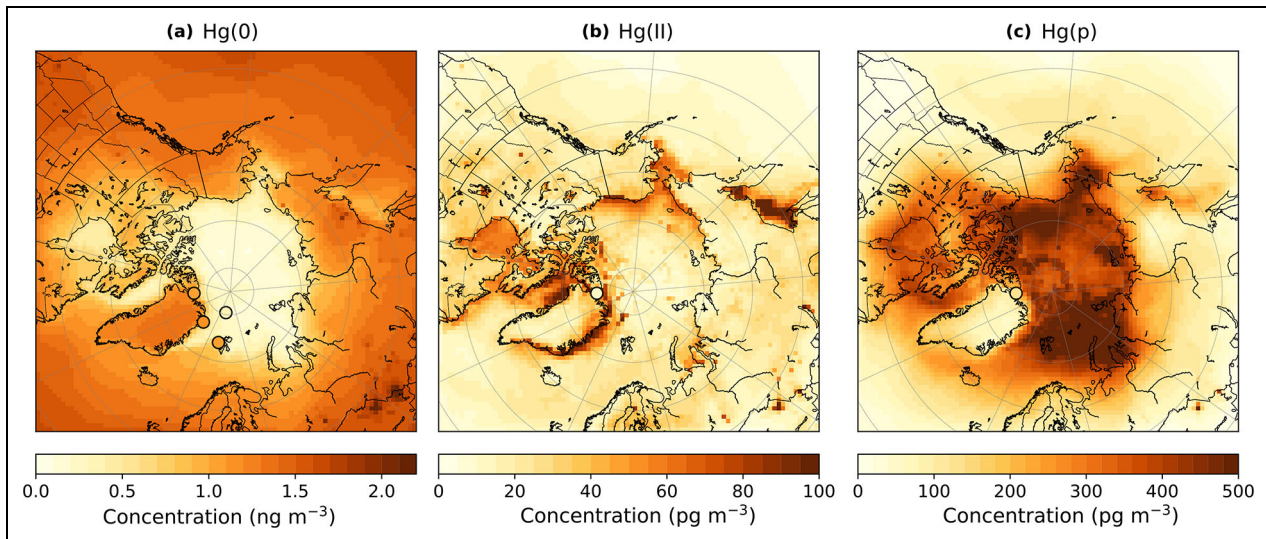 (a) Hg(0)
(b) Hg(II)
(c) Hg(p)
0.0 0.5 1.0 1.5 2.0
Concentration (ng m⁻³)
0 20 40 60 80 100
Concentration (pg m⁻³)
0 100 200 300 400 500
Concentration (pg m⁻³)